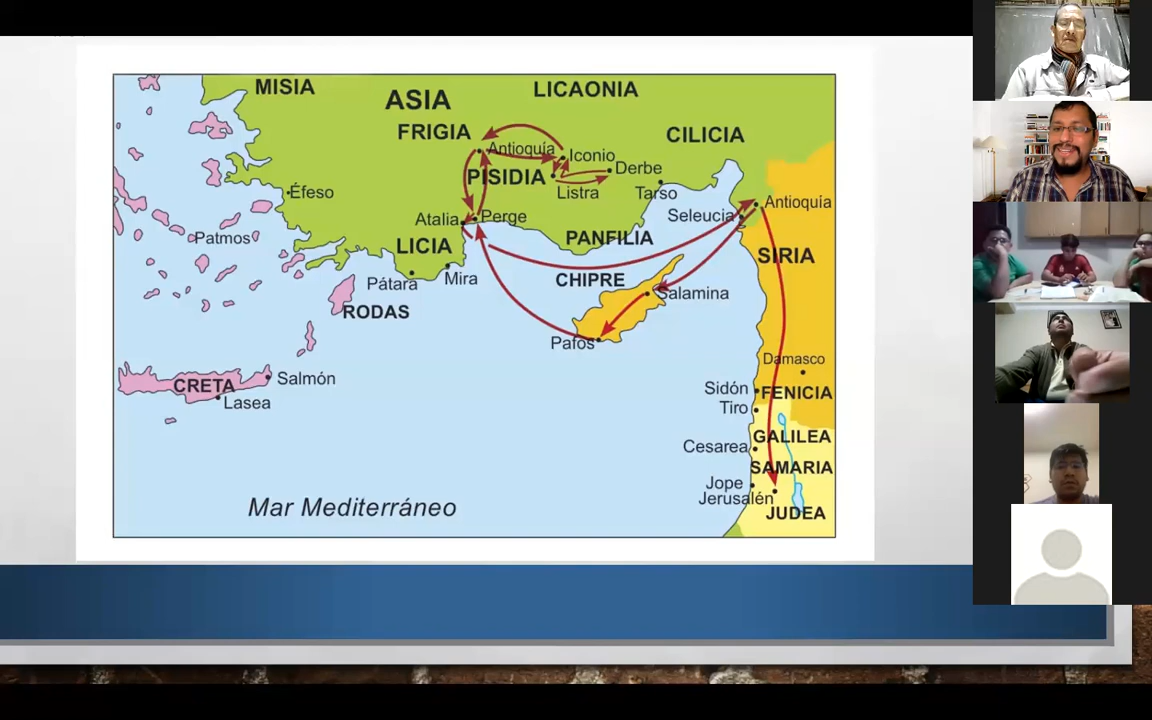 MISIA
ASIA
LICAONIA
FRIGIA
CILICIA
Antioquía
Iconio
Derbe
PISIDIA
Listra
Tarso
Éfeso
Antioquía
Atalia
Perge
Seleucia
Patmos
LICIA
PANFILIA
SIRIA
Pátara
Mira
CHIPRE
Salamina
RODAS
Pafos
Damasco
CRETA
Salmón
Sidón
FENICIA
Lasea
Tiro
Cesarea
GALILEA
SAMARIA
Jope
Jerusalén
JUDEA
Mar Mediterráneo